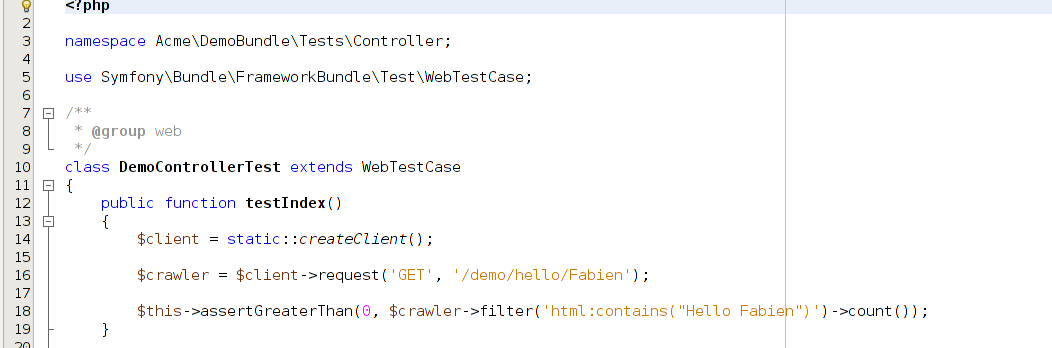 <?php
2
3 namespace Acme\DemoBundle\Tests\Controller;
4
5 use Symfony\Bundle\FrameworkBundle\Test\WebTestCase;
6
7 /**
8 * @group web
9 */
10 class DemoControllerTest extends WebTestCase
11 {
12 public function testIndex()
13 {
14 $client = static::createClient();
15
16 $crawler = $client->request('GET', '/demo/hello/Fabien');
17
18 $this->assertGreaterThan(0, $crawler->filter('html:contains("Hello Fabien")')->count());
19 }
20